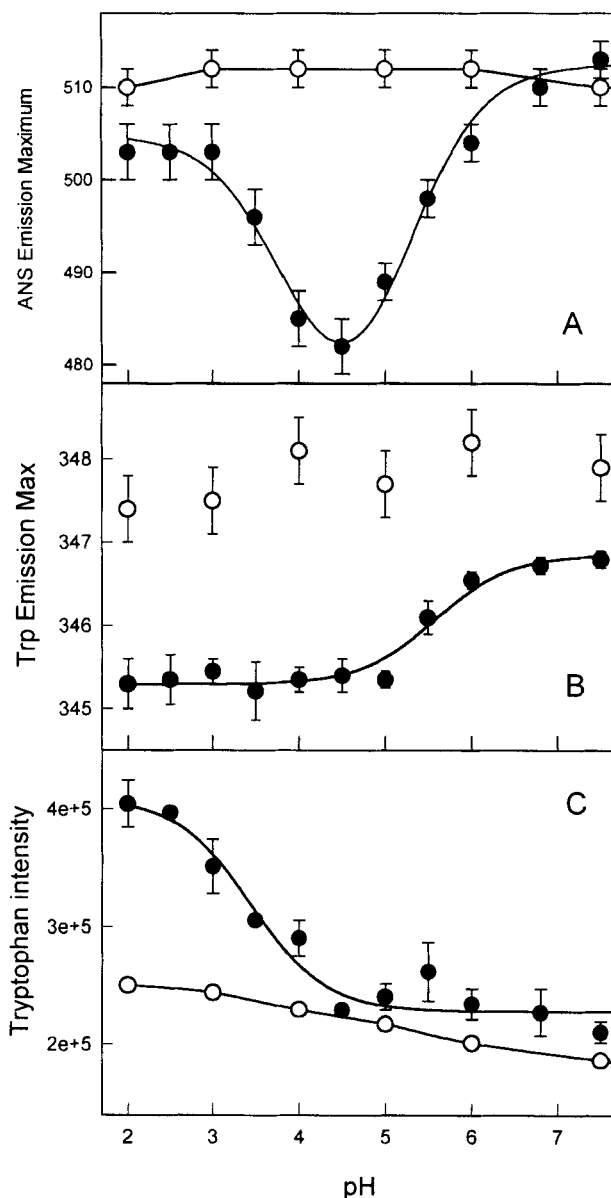 ANS Emission Maximum
510
500
490
480
A
Trp Emission Max
348
347
346
345
B
Tryptophan intensity
4e+5
3e+5
2e+5
C
2 3 4 5 6 7
pH